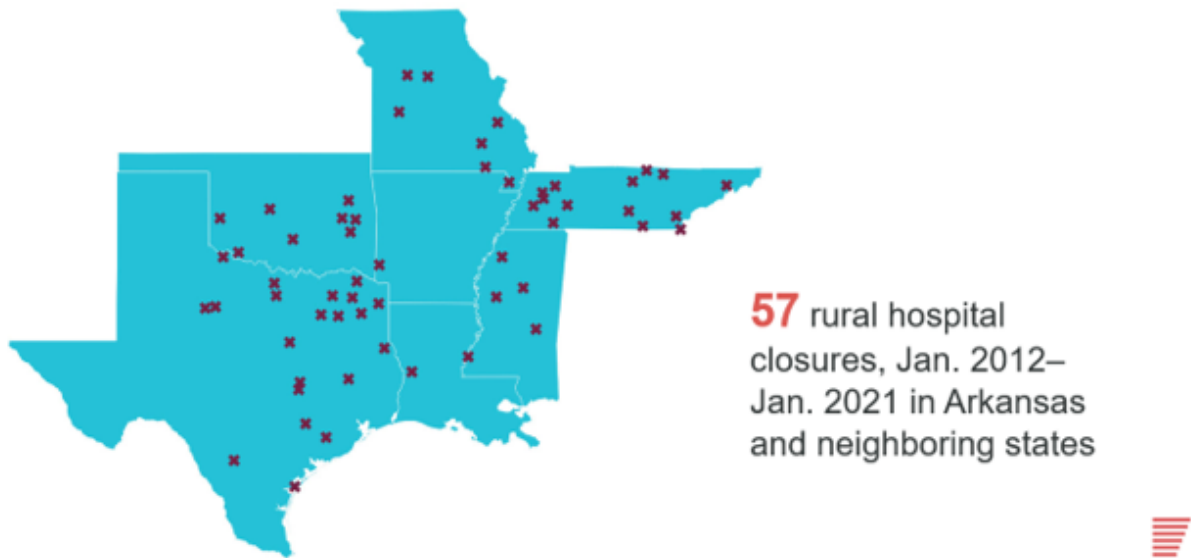 57 rural hospital
closures, Jan. 2012–
Jan. 2021 in Arkansas
and neighboring states